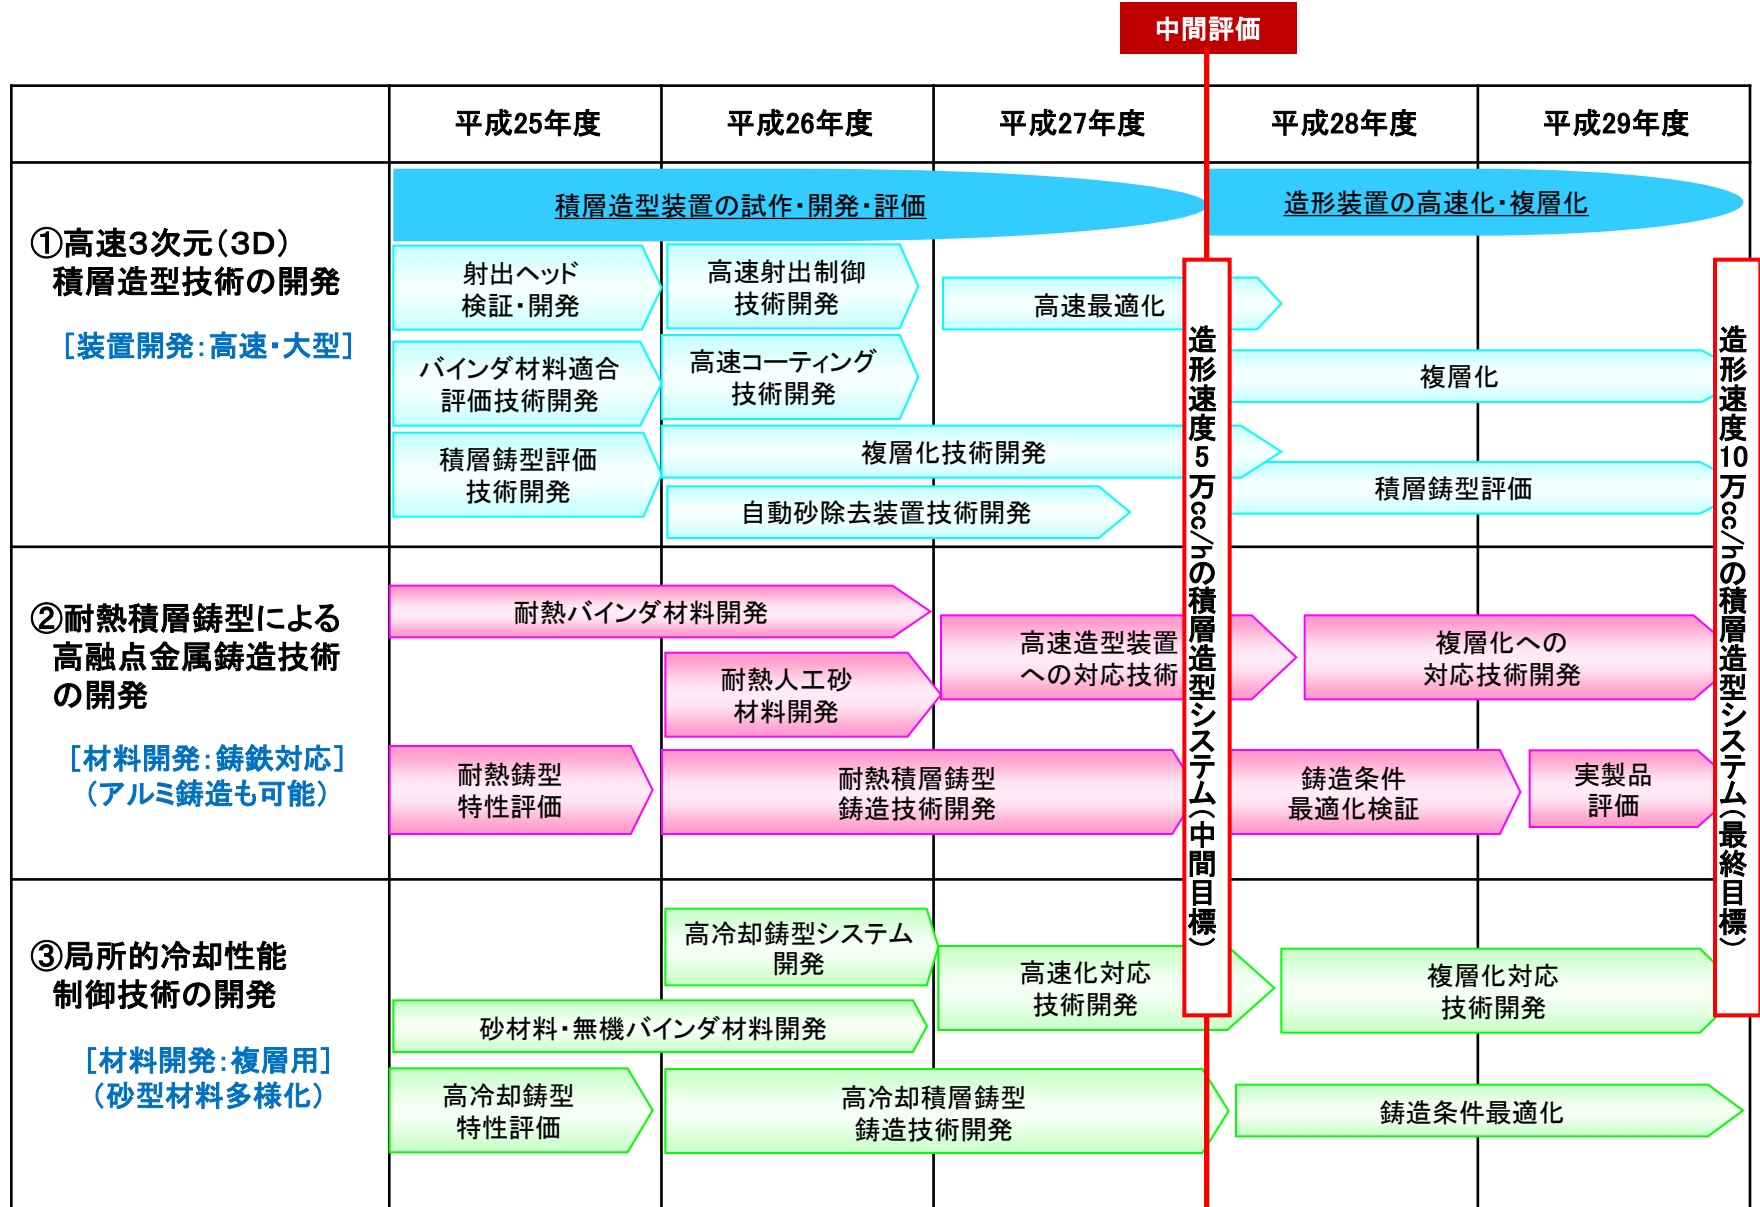 中間評価
平成25年度
平成26年度
平成27年度
平成28年度
平成29年度
①高速3次元(3D)
積層造型技術の開発
[装置開発:高速・大型]
積層造型装置の試作・開発・評価
造形装置の高速化・複層化
射出ヘッド
検証・開発
高速射出制御
技術開発
高速最適化
バインダ材料適合
評価技術開発
高速コーティング
技術開発
複層化
積層鋳型評価
技術開発
複層化技術開発
積層鋳型評価
自動砂除去装置技術開発
造形速度5万cc/hの積層造型システム(中間目標)
造形速度10万cc/hの積層造型システム(最終目標)
②耐熱積層鋳型による
高融点金属鋳造技術
の開発
[材料開発:鋳鉄対応]
(アルミ鋳造も可能)
耐熱バインダ材料開発
耐熱人工砂
材料開発
高速造型装置
への対応技術
複層化への
対応技術開発
耐熱鋳型
特性評価
耐熱積層鋳型
鋳造技術開発
鋳造条件
最適化検証
実製品
評価
③局所的冷却性能
制御技術の開発
[材料開発:複層用]
(砂型材料多様化)
高冷却鋳型システム
開発
高速化対応
技術開発
複層化対応
技術開発
砂材料・無機バインダ材料開発
高冷却鋳型
特性評価
高冷却積層鋳型
鋳造技術開発
鋳造条件最適化